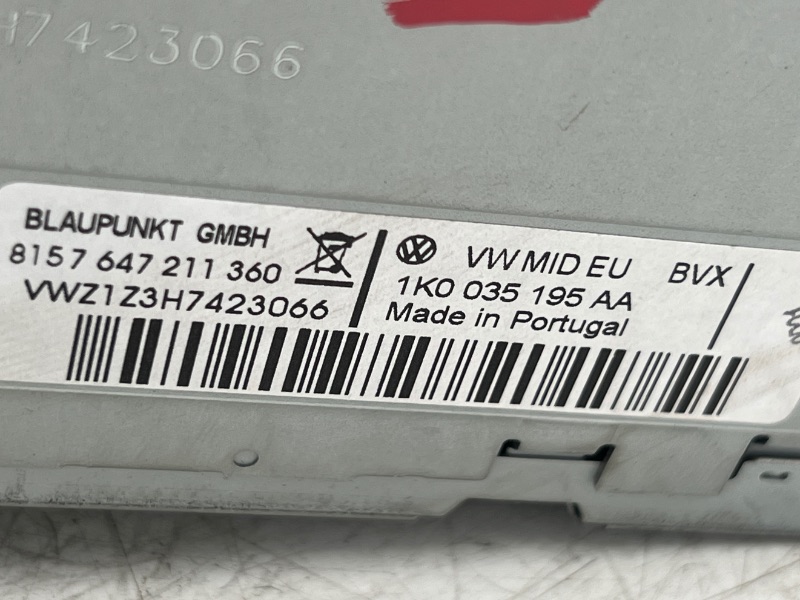 H7423066
BLAUPUNKT GMBH
8157 647 211 360
VWZ1Z3H7423066
VW MID EU BVX
1K0 035 195 AA
Made in Portugal